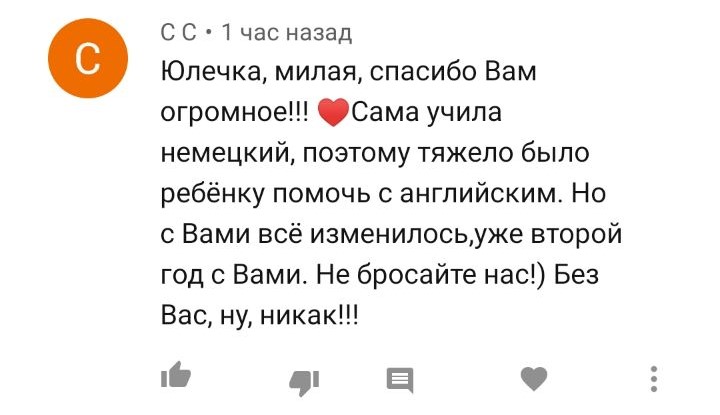 С
С С • 1 час назад
Юлечка, милая, спасибо Вам
огромное!!! ♥️Сама учила
немецкий, поэтому тяжело было
ребёнку помочь с английским. Но
с Вами всё изменилось,уже второй
год с Вами. Не бросайте нас!) Без
Вас, ну, никак!!!